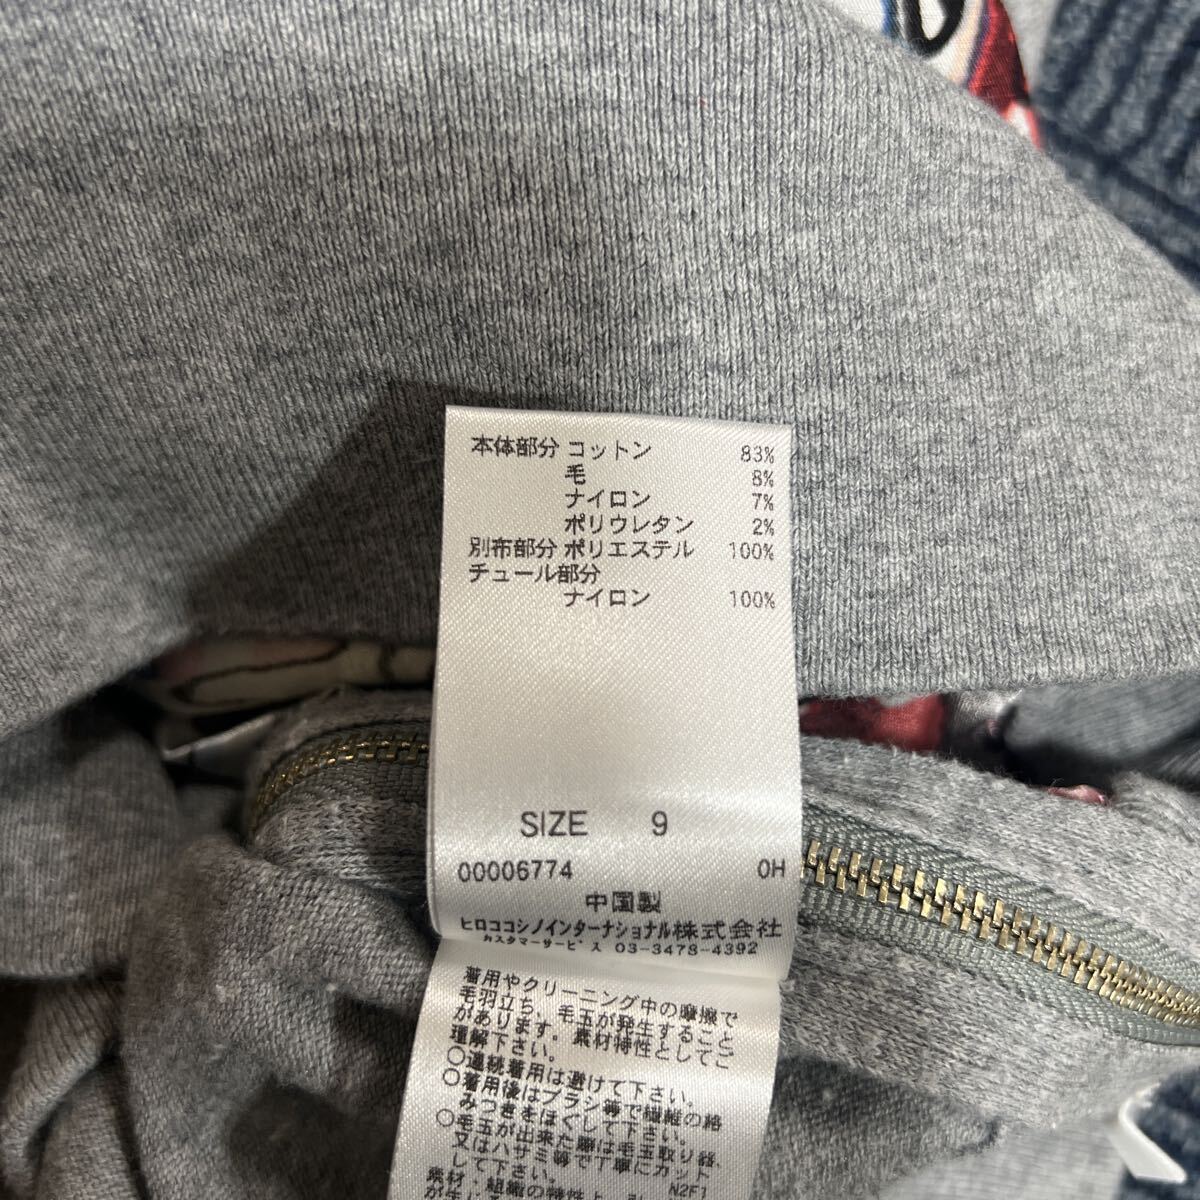 本体部分 コットン 83%
毛 8%
ナイロン 7%
ポリウレタン 2%
別布部分 ポリエステル 100%
チュール部分
ナイロン 100%
SIZE 9
00006774 0H
中国製
ヒロココシノインターナショナル株式会社
カスタマーサービス 03-3478-4392
着用やクリーニング中の摩擦で
毛羽立ち、毛玉が発生すること
があります。素材特性としてご
理解下さい。
○連続着用は避けて下さい。
○着用後はブラシ等で繊維の絡
みつきをほぐして下さい。
○毛玉が出来た際は毛玉取り器、
又はハサミ等で丁寧にカット
して下さい。 N2F1
素材・組織の特性上